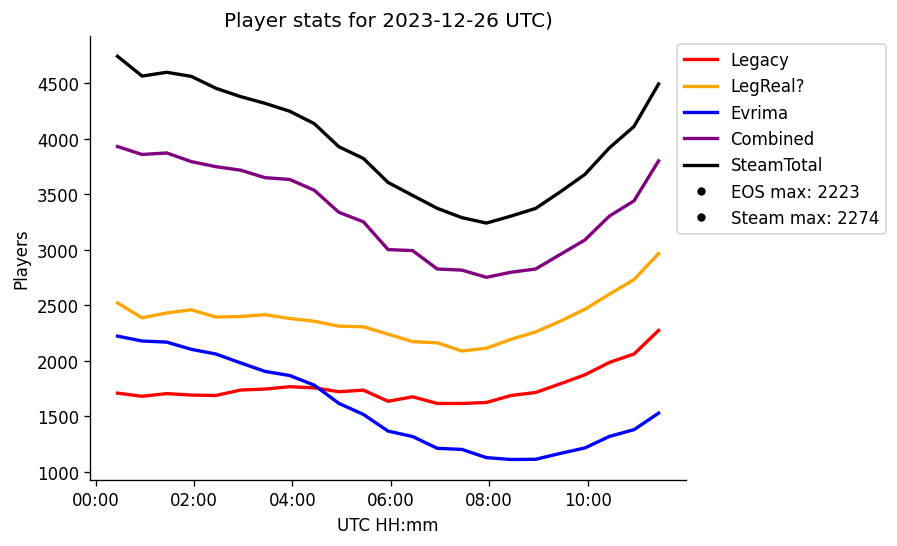 Player stats for 2023-12-26 UTC)
Legacy
LegReal?
Evrima
Combined
SteamTotal
EOS max: 2223
Steam max: 2274
Players
4500
4000
3500
3000
2500
2000
1500
1000
00:00 02:00 04:00 06:00 08:00 10:00
UTC HH:mm